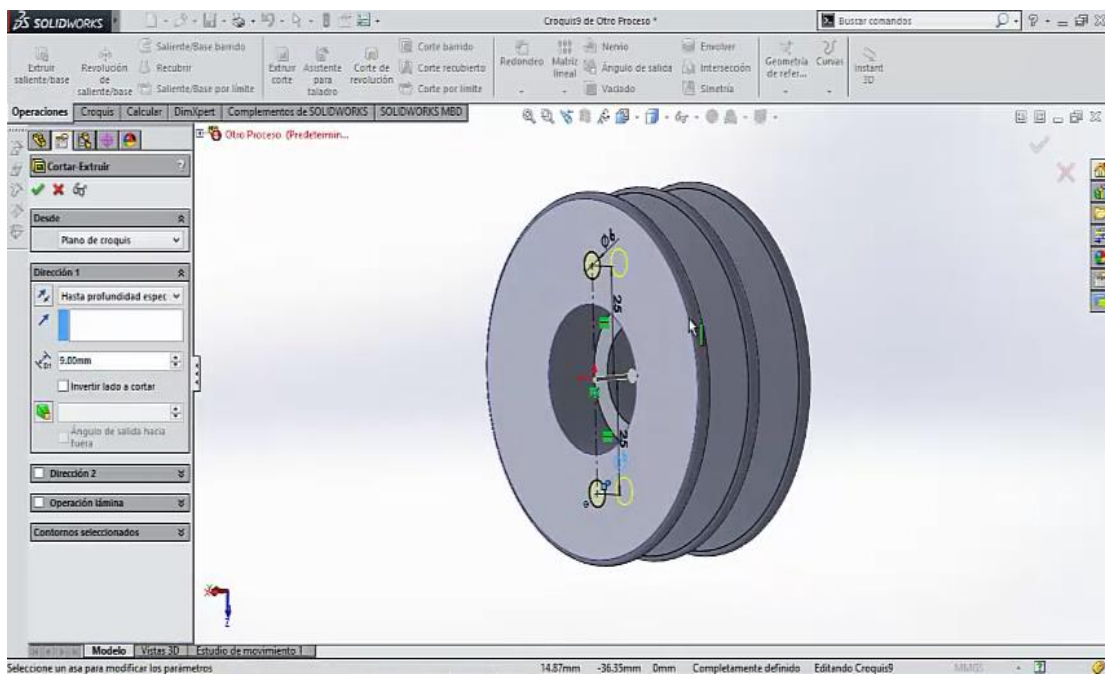 SOLIDWORKS
Croquis9 de Otro Proceso *
Buscar comandos
Extruir saliente/base
Revolución de saliente/base
Saliente/Base barrido
Recubrir
Saliente/Base por límite
Extruir corte
Asistente para taladro
Corte de revolución
Corte barrido
Corte recubierto
Corte por límite
Redondeo
Matriz lineal
Nervio
Ángulo de salida
Vaciado
Envolver
Intersección
Simetría
Geometría de refer...
Curvas
Instant 3D
Operaciones
Croquis
Calcular
DimXpert
Complementos de SOLIDWORKS
SOLIDWORKS MBD
Otro Proceso (Predetermin...
Cortar-Extruir
?
Desde
Plano de croquis
Dirección 1
Hasta profundidad espec
D1
9.00mm
Invertir lado a cortar
Ángulo de salida hacia fuera
Dirección 2
Operación lámina
Contornos seleccionados
Ø6
25
25
Z
Modelo
Vistas 3D
Estudio de movimiento 1
Seleccione un asa para modificar los parámetros
14.87mm
-36.35mm
0mm
Completamente definido
Editando Croquis9
MMGS